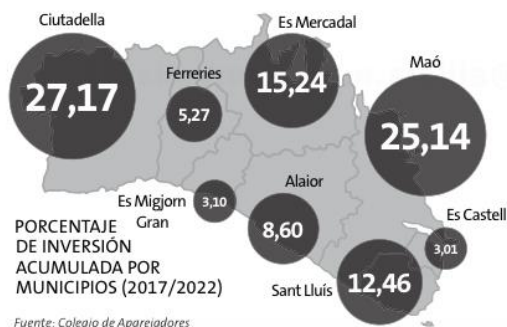 Ciutadella
27,17
Ferreries
5,27
Es Mercadal
15,24
Maó
25,14
Es Migjorn
Gran
3,10
Alaior
8,60
Es Castell
3,01
Sant Lluís
12,46
PORCENTAJE
DE INVERSIÓN
ACUMULADA POR
MUNICIPIOS (2017/2022)
Fuente: Colegio de Aparejadores